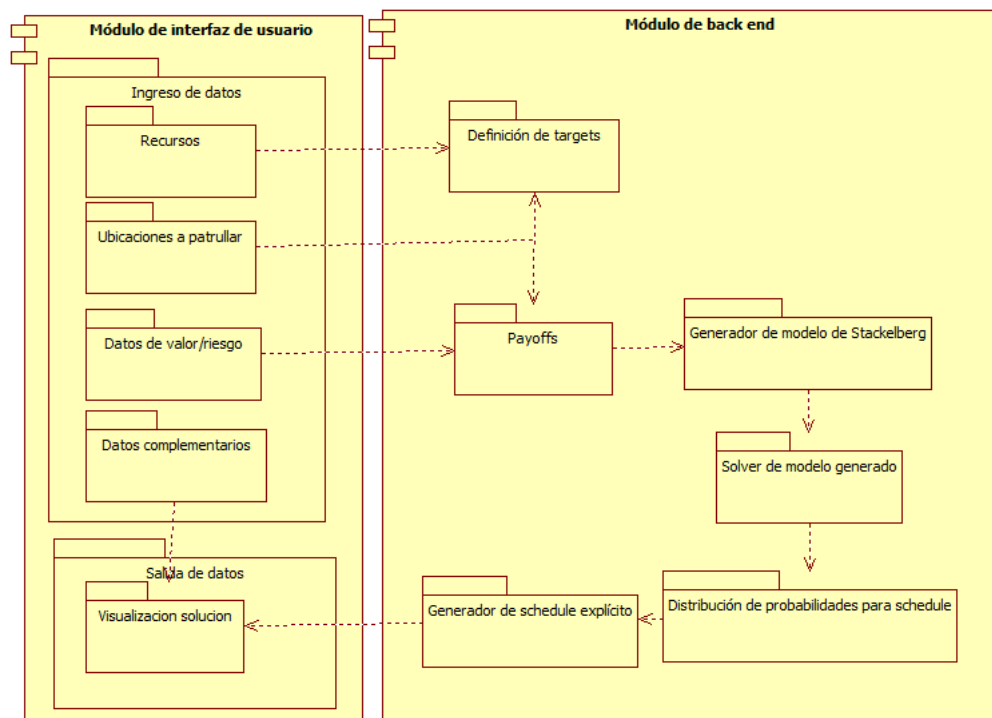 Módulo de interfaz de usuario
Ingreso de datos
Recursos
Ubicaciones a patrullar
Datos de valor/riesgo
Datos complementarios
Salida de datos
Visualizacion solucion
Módulo de back end
Definición de targets
Payoffs
Generador de modelo de Stackelberg
Solver de modelo generado
Distribución de probabilidades para schedule
Generador de schedule explícito